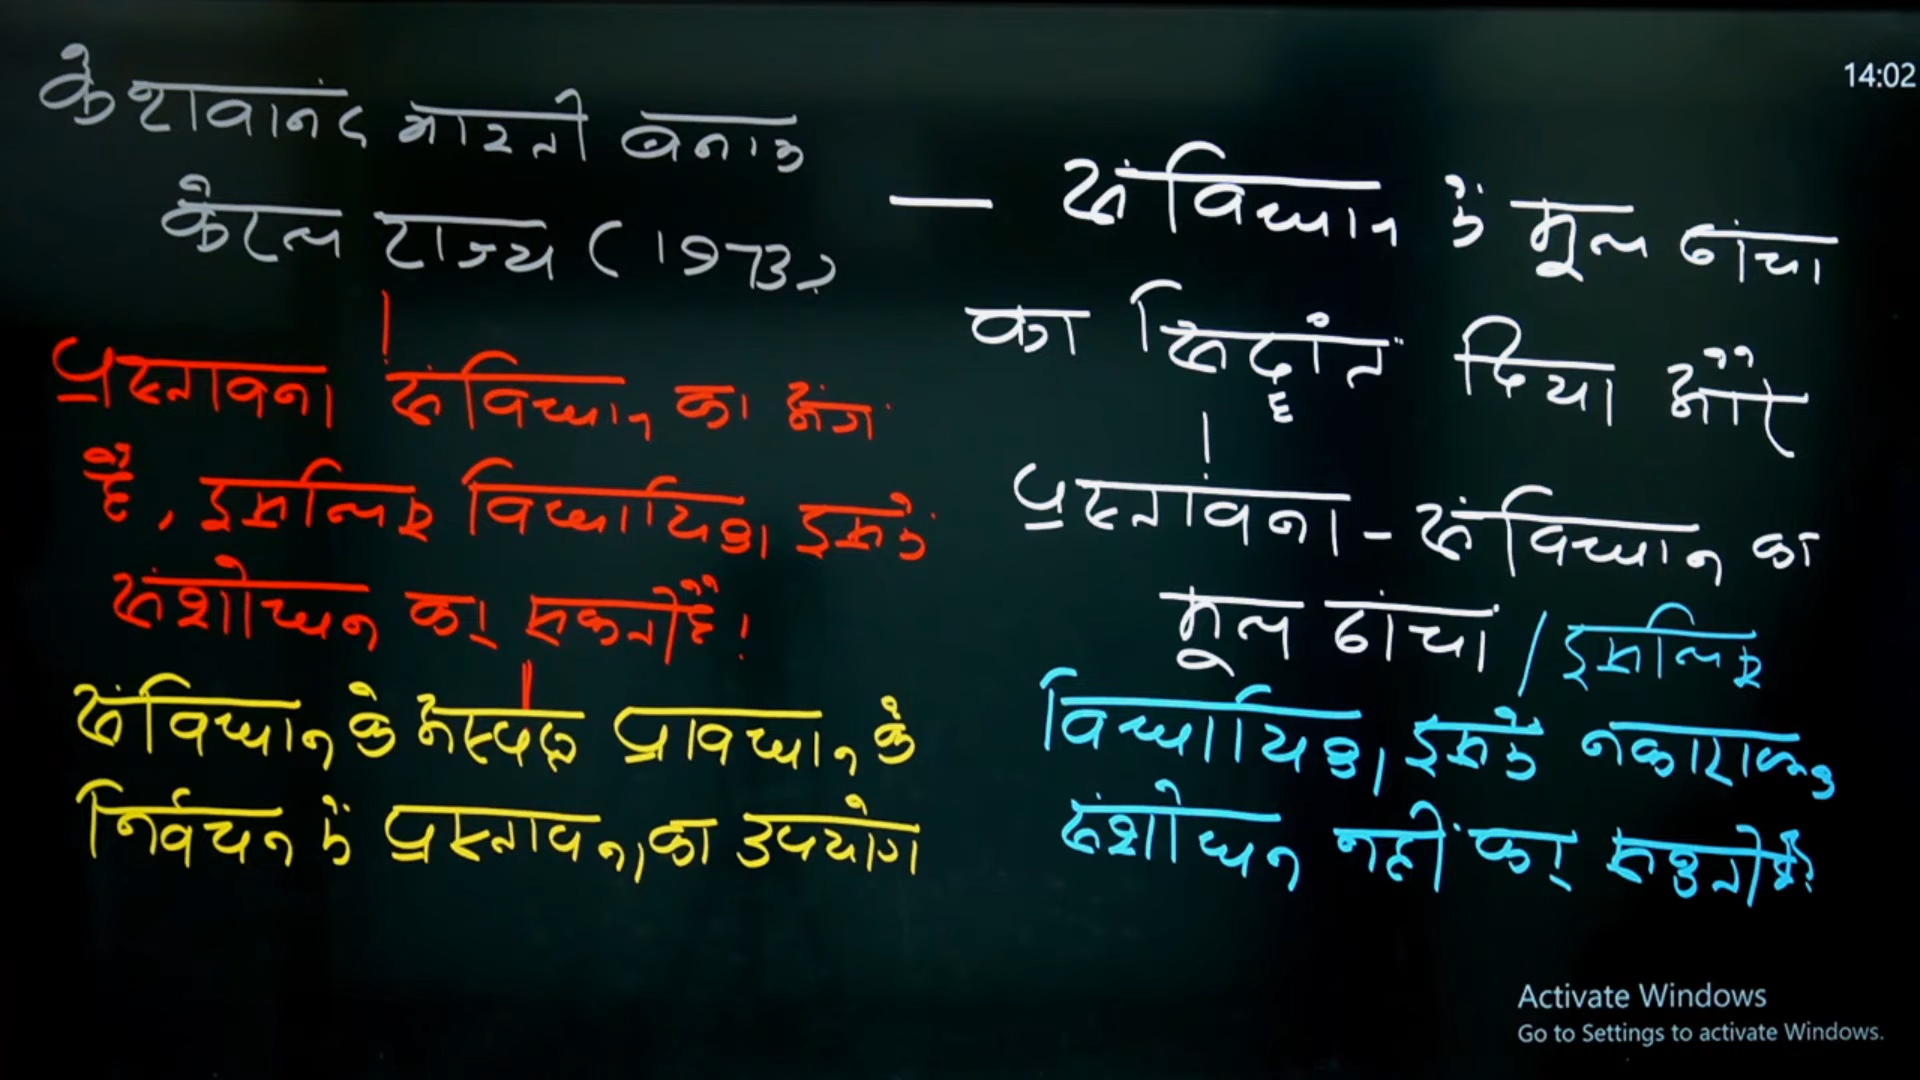 केशवानंद भारती बनाम
केरल राज्य (1973)
प्रस्तावना संविधान का अंग
है, इसलिए विधायिका इसमें
संशोधन कर सकती है।
संविधान के अस्पष्ट प्रावधान के
निर्वचन में प्रस्तावना का उपयोग
14:02
— संविधान के मूल ढांचा
का सिद्धांत दिया और
प्रस्तावना - संविधान का
मूल ढांचा / इसलिए
विधायिका इसमें नकारात्मक
संशोधन नहीं कर सकती है।
Activate Windows
Go to Settings to activate Windows.